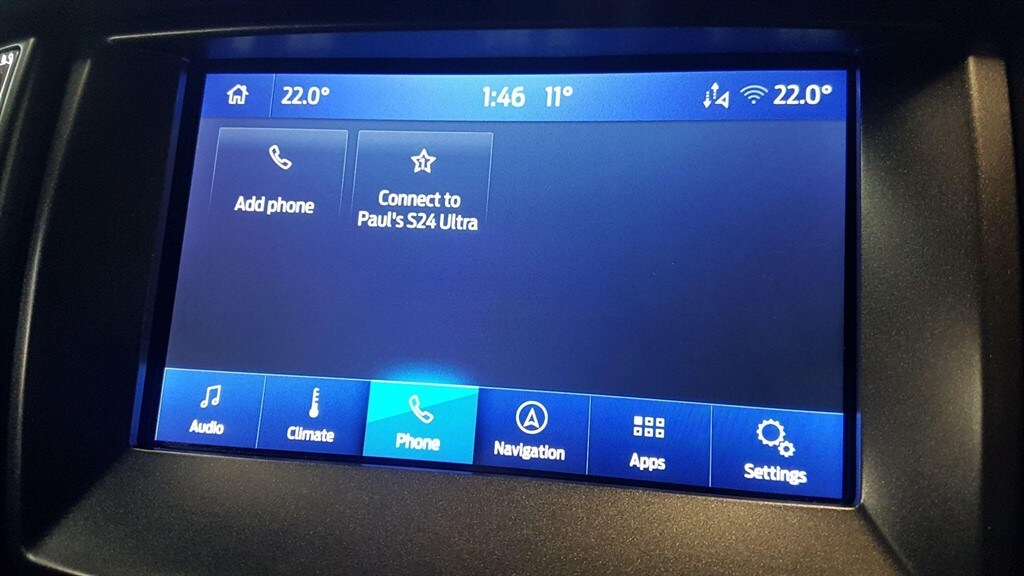 22.0° 1:46 11° 22.0°
Add phone
1
Connect to
Paul's S24 Ultra
Audio Climate Phone Navigation Apps Settings